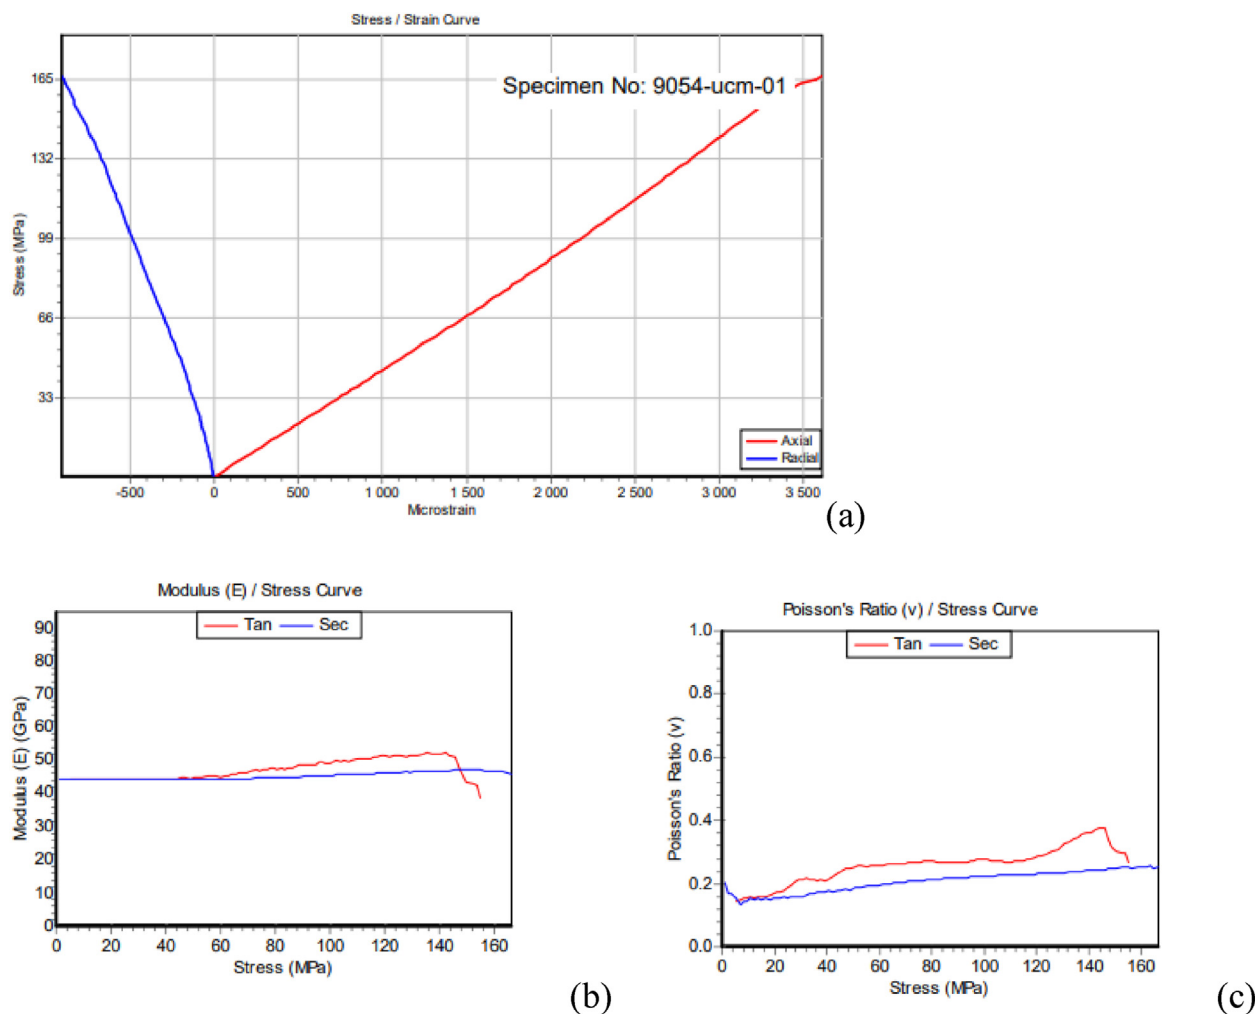 Stress / Strain Curve
165
Specimen No: 9054-ucm-01
132
99
66
33
Stress (MPa)
Axial
Radial
-500 0 500 1 000 1 500 2 000 2 500 3 000 3 500
Microstrain
(a)
Modulus (E) / Stress Curve
Tan Sec
90
80
70
60
50
40
30
20
10
0
Modulus (E) (GPa)
0 20 40 60 80 100 120 140 160
Stress (MPa)
(b)
Poisson's Ratio (v) / Stress Curve
Tan Sec
1.0
0.8
0.6
0.4
0.2
0.0
Poisson's Ratio (v)
0 20 40 60 80 100 120 140 160
Stress (MPa)
(c)